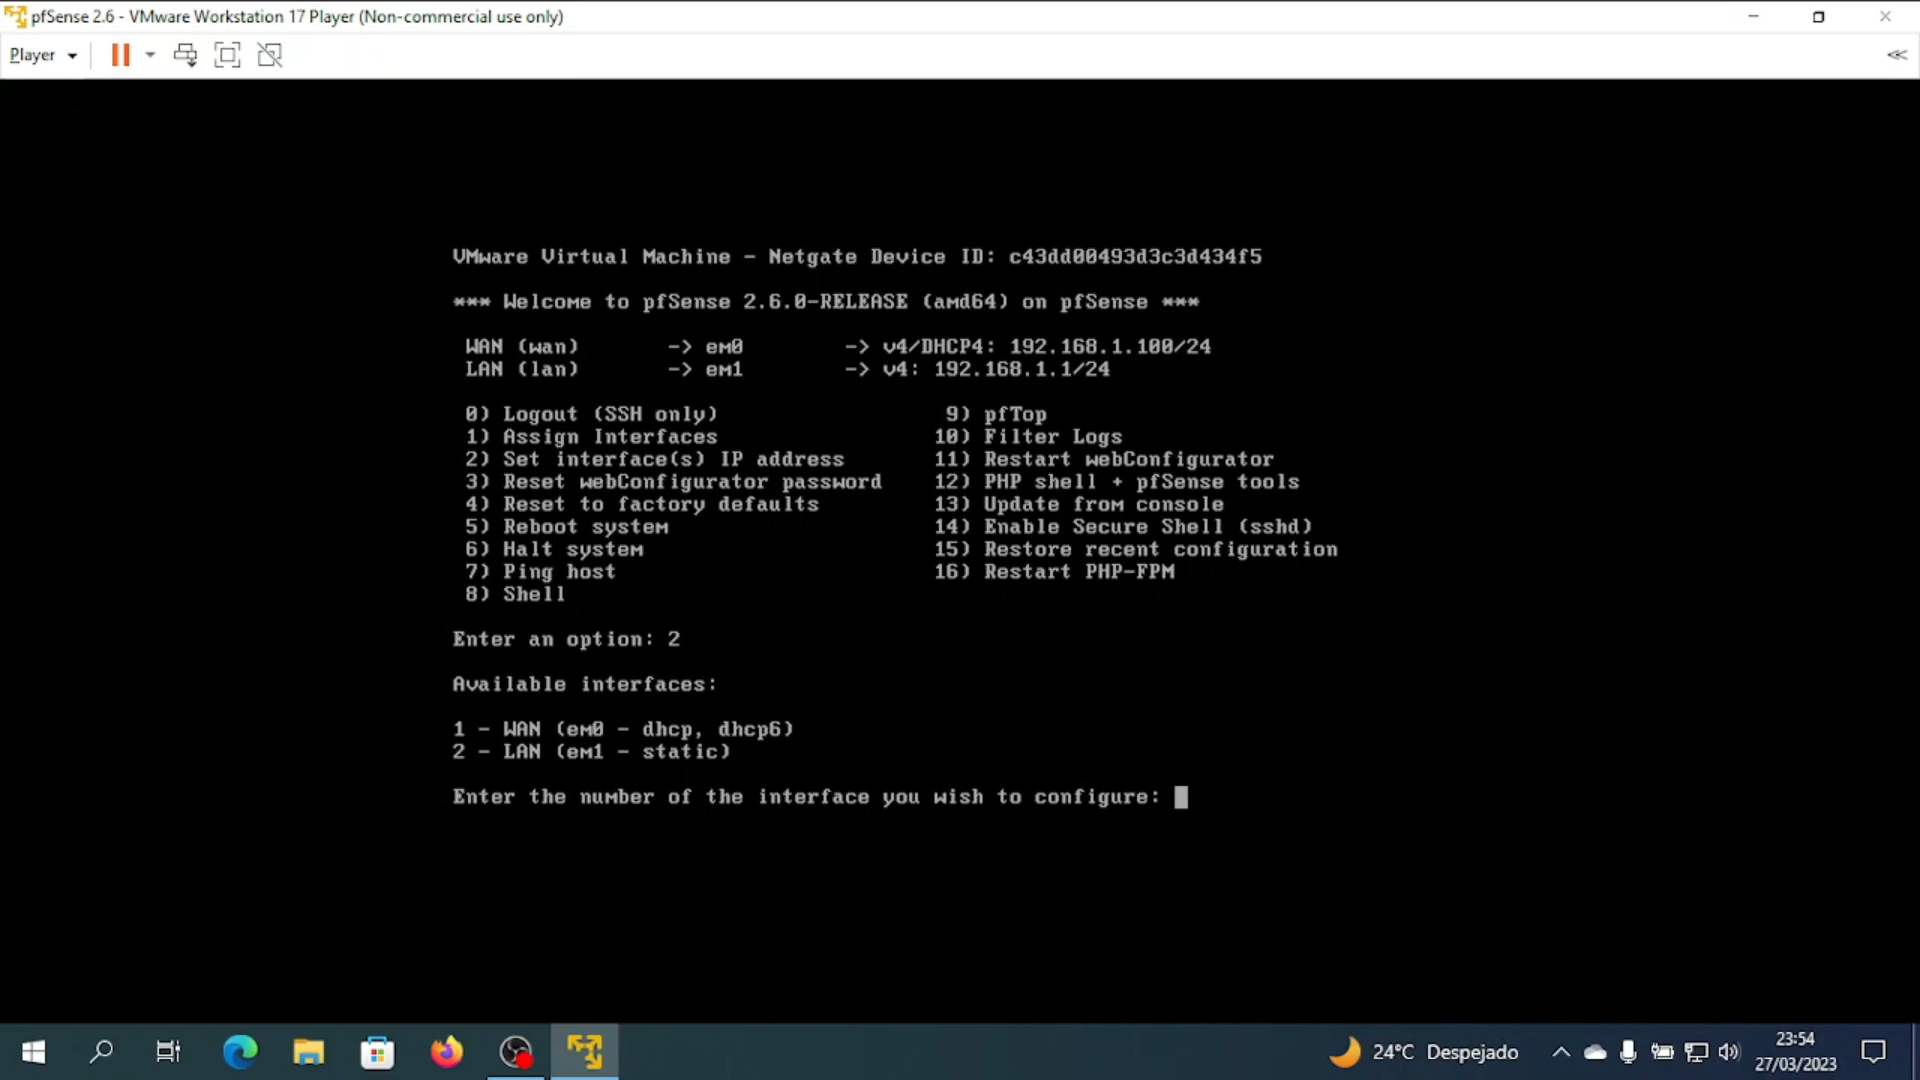 pfSense 2.6 - VMware Workstation 17 Player (Non-commercial use only)
Player
VMware Virtual Machine - Netgate Device ID: c43dd00493d3c3d434f5
*** Welcome to pfSense 2.6.0-RELEASE (amd64) on pfSense ***
WAN (wan) -> em0 -> v4/DHCP4: 192.168.1.100/24
LAN (lan) -> em1 -> v4: 192.168.1.1/24
0) Logout (SSH only) 9) pfTop
1) Assign Interfaces 10) Filter Logs
2) Set interface(s) IP address 11) Restart webConfigurator
3) Reset webConfigurator password 12) PHP shell + pfSense tools
4) Reset to factory defaults 13) Update from console
5) Reboot system 14) Enable Secure Shell (sshd)
6) Halt system 15) Restore recent configuration
7) Ping host 16) Restart PHP-FPM
8) Shell
Enter an option: 2
Available interfaces:
1 - WAN (em0 - dhcp, dhcp6)
2 - LAN (em1 - static)
Enter the number of the interface you wish to configure:
24°C Despejado
23:54
27/03/2023